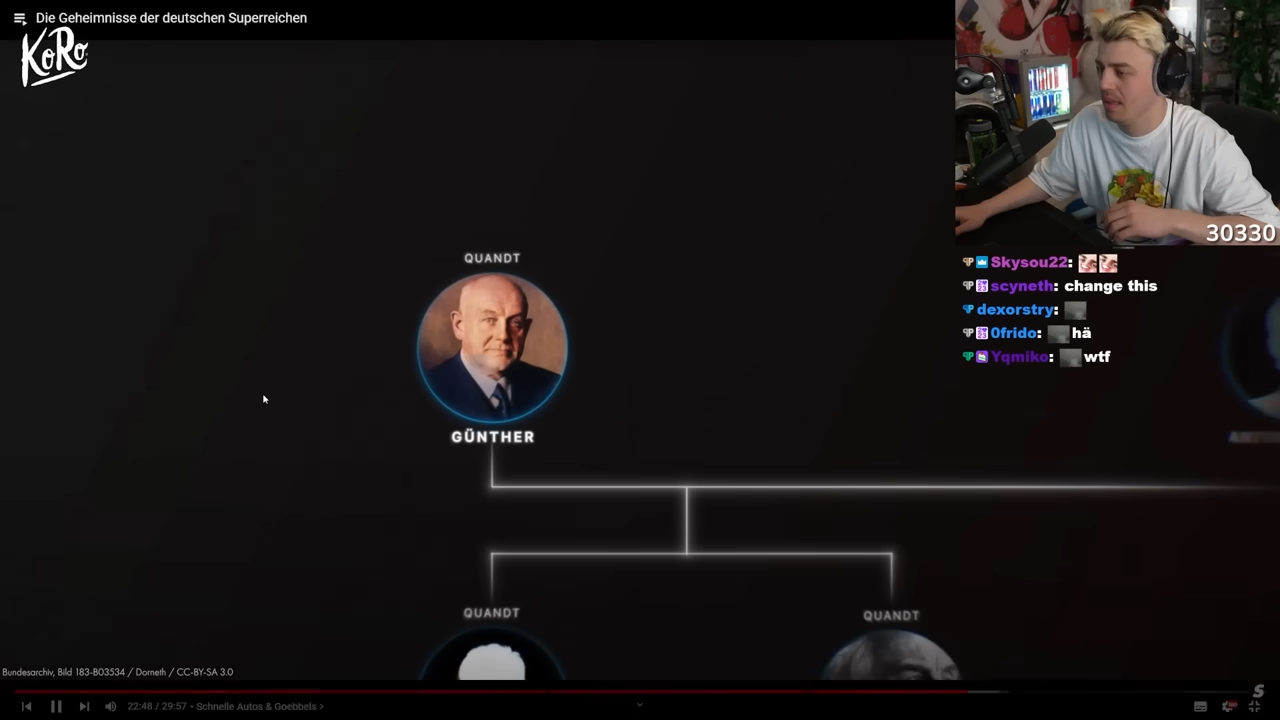 Die Geheimnisse der deutschen Superreichen
KoRo
30330
Skysou22:
scyneth: change this
dexorstry:
0frido: hä
Yqmiko: wtf
QUANDT
GÜNTHER
QUANDT
QUANDT
Bundesarchiv, Bild 183-B03534 / Dorneth / CC-BY-SA 3.0
22:48 / 29:57 • Schnelle Autos & Goebbels ›
S